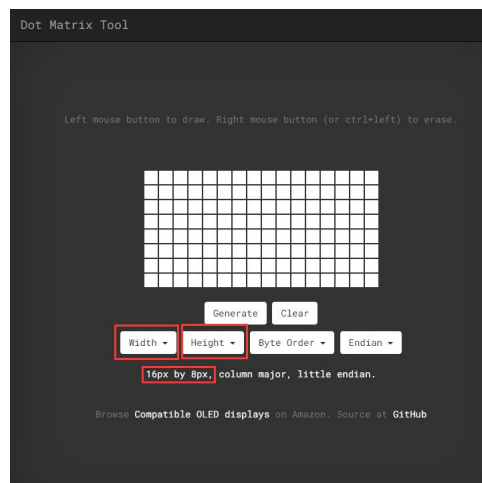 Dot Matrix Tool
Left mouse button to draw. Right mouse button (or ctrl+left) to erase.
Generate Clear
Width Height Byte Order Endian
16px by 8px, column major, little endian.
Browse Compatible OLED displays on Amazon. Source at GitHub